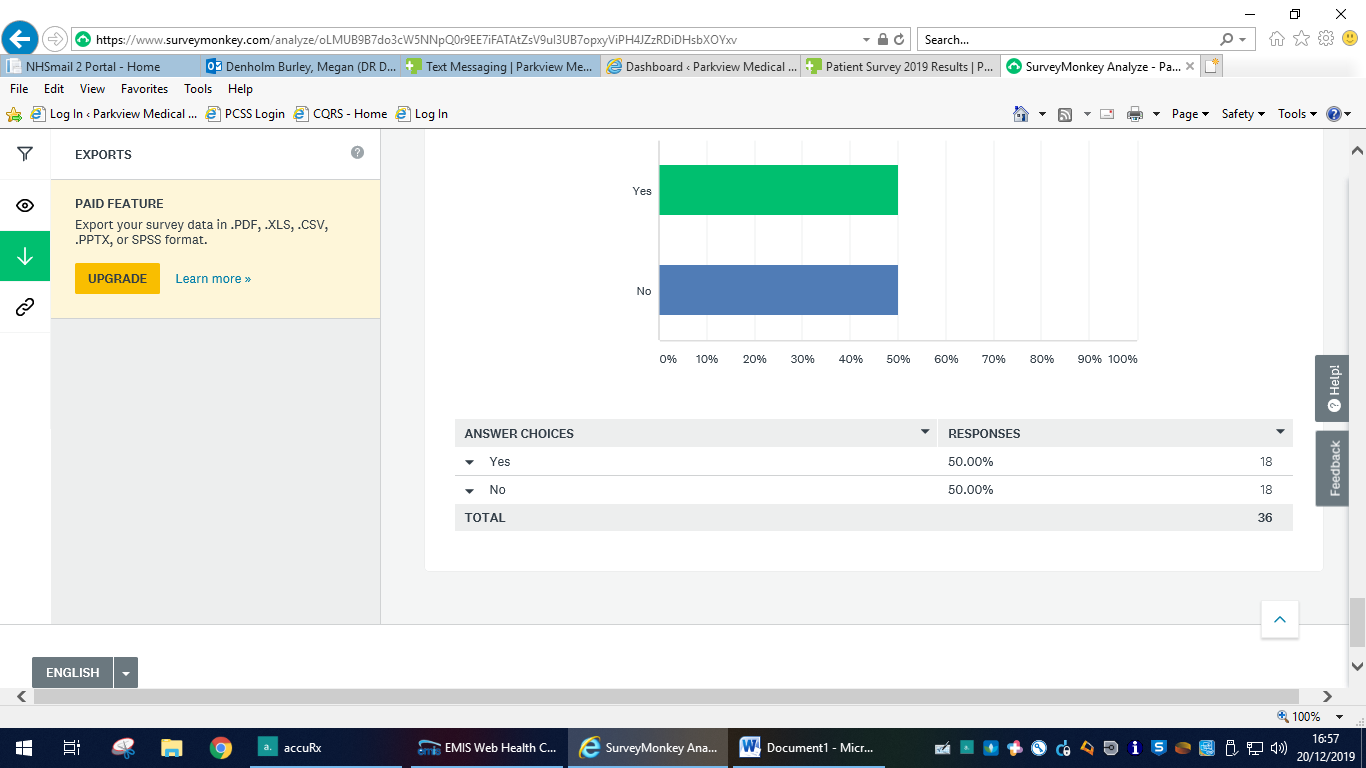 https://www.surveymonkey.com/analyze/oLMUB9B7do3cW5NNpQ0r9EE7iFATAtZsV9ul3UB7opxyViPH4JZzRDiDHsbXOYxv
Search...
NHSmail 2 Portal - Home
Denholm Burley, Megan (DR D...
Text Messaging | Parkview Me...
Dashboard ‹ Parkview Medical ...
Patient Survey 2019 Results | P...
SurveyMonkey Analyze - Pa...
File Edit View Favorites Tools Help
Log In ‹ Parkview Medical ... PCSS Login CQRS - Home Log In
Page Safety Tools
EXPORTS
PAID FEATURE
Export your survey data in .PDF, .XLS, .CSV,
.PPTX, or SPSS format.
UPGRADE Learn more »
Yes
No
0% 10% 20% 30% 40% 50% 60% 70% 80% 90% 100%
Help!
Feedback
ANSWER CHOICES RESPONSES
Yes 50.00% 18
No 50.00% 18
TOTAL 36
ENGLISH
100%
a. accuRx
emis EMIS Web Health C...
SurveyMonkey Ana...
Document1 - Micr...
16:57
20/12/2019